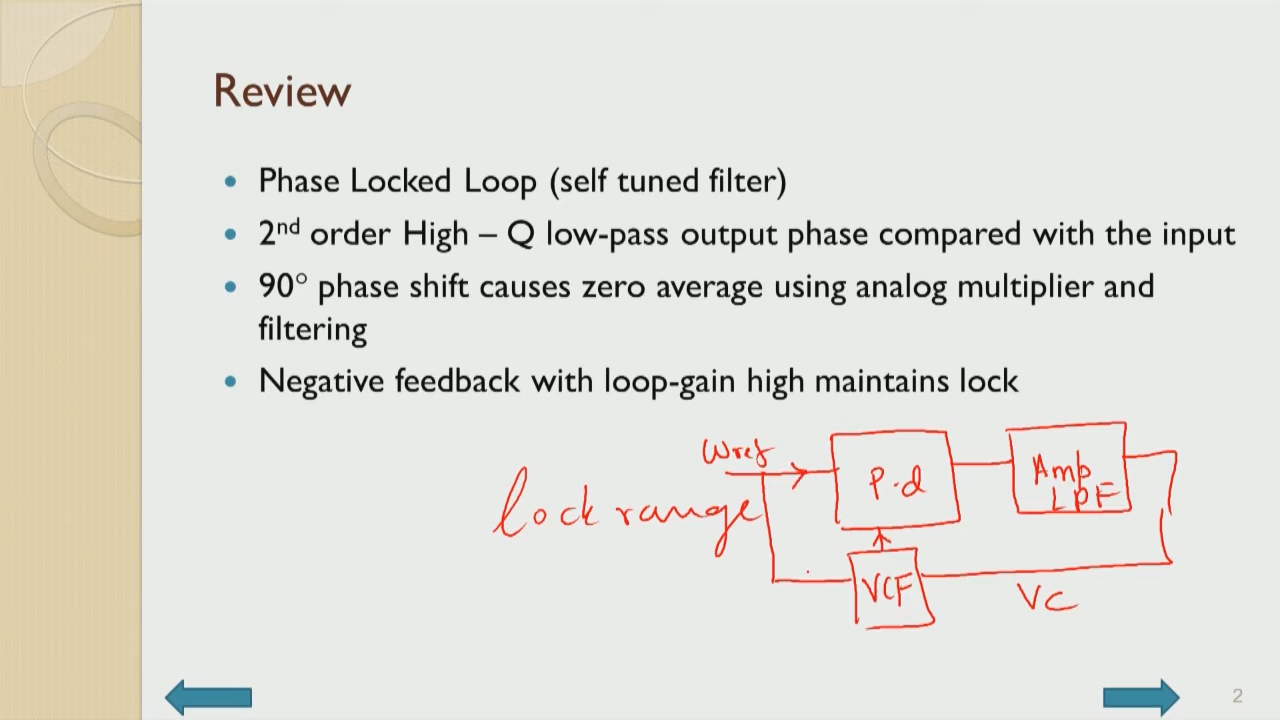 Review
• Phase Locked Loop (self tuned filter)
• 2nd order High – Q low-pass output phase compared with the input
• 90° phase shift causes zero average using analog multiplier and
filtering
• Negative feedback with loop-gain high maintains lock
ωref
P.d
Amp
LPF
lock range
VCF
VC
2